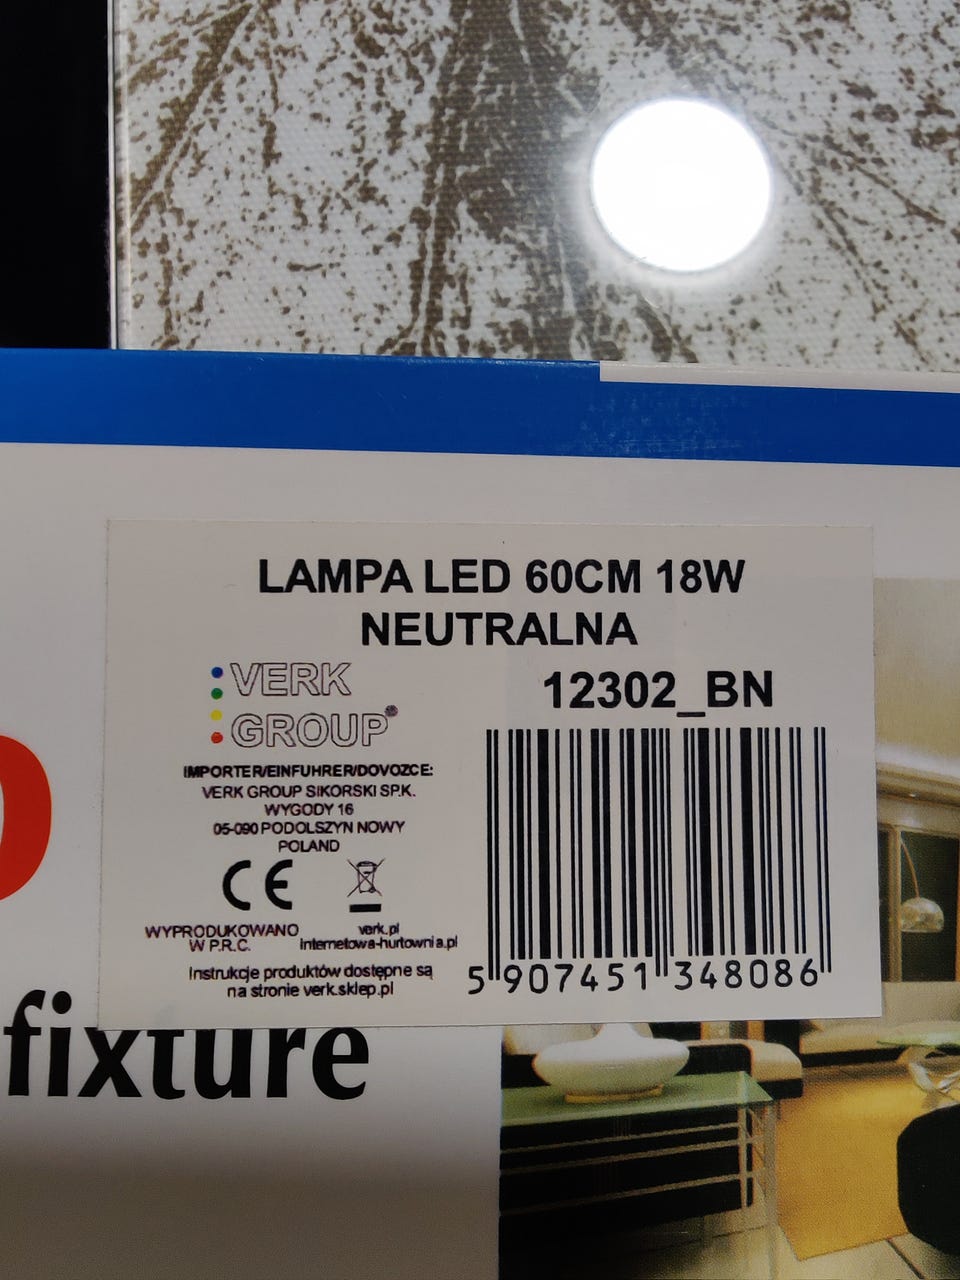 LAMPA LED 60CM 18W
NEUTRALNA
VERK
GROUP
12302_BN
IMPORTER/EINFUHRER/DOVOZCE:
VERK GROUP SIKORSKI SP.K.
WYGODY 16
05-090 PODOLSZYN NOWY
POLAND
CE
WYPRODUKOWANO
W P.R.C.
verk.pl
internetowa-hurtownia.pl
Instrukcje produktów dostępne są
na stronie verk.sklep.pl
5 907451 348086
fixture